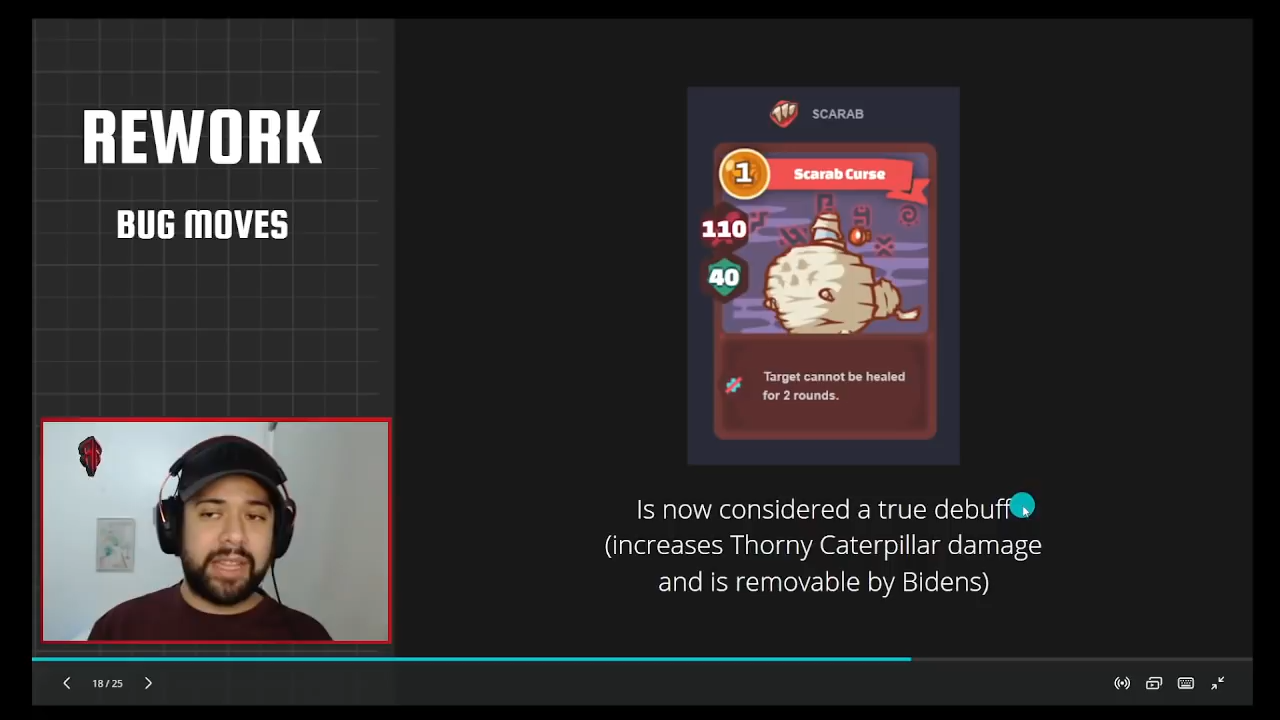 REWORK
BUG MOVES
SCARAB
1
Scarab Curse
110
40
Target cannot be healed
for 2 rounds.
Is now considered a true debuff
(increases Thorny Caterpillar damage
and is removable by Bidens)
18 / 25